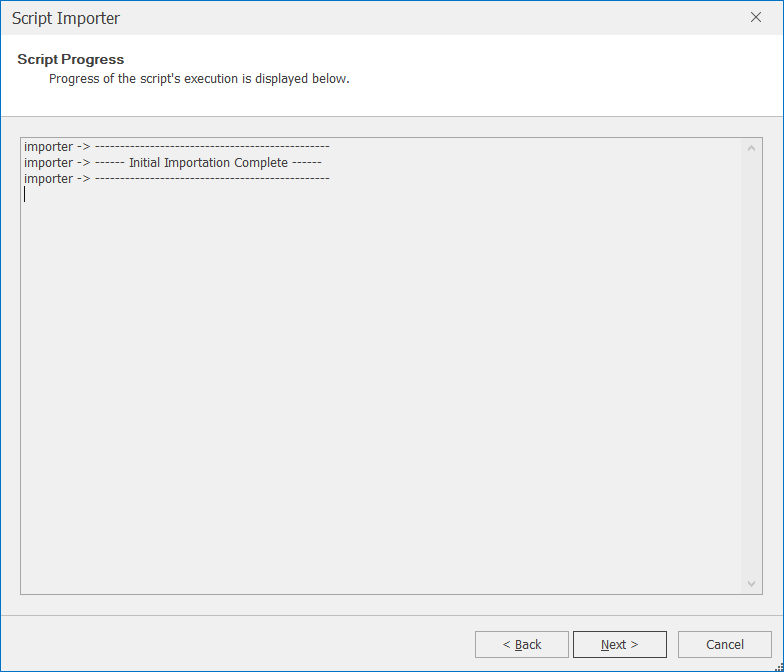 Script Importer
Script Progress
Progress of the script's execution is displayed below.
importer -> -----------------------------------------------
importer -> ------ Initial Importation Complete ------
importer -> -----------------------------------------------
< Back
Next >
Cancel